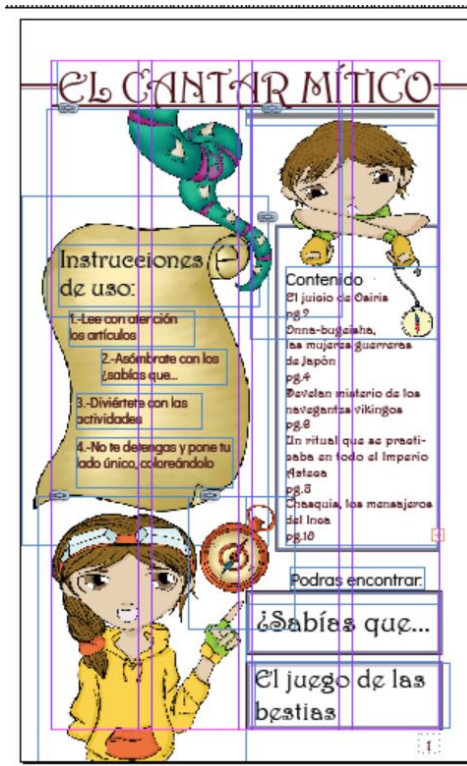 EL CANTAR MÍTICO
Instrucciones
de uso:
1.-Lee con atención
los artículos
2.-Asómbrate con los
¿sabías que...
3.-Diviértete con las
actividades
4.-No te detengas y pone tu
lado único, coloreándolo
Contenido
El juicio de Osiris
pg.2
Onna-bugeisha,
las mujeres guerreras
de Japón
pg.4
Develan misterio de los
navegantes vikingos
pg.6
Un ritual que se practi-
caba en todo el Imperio
Azteca
pg.8
Chasquis, los mensajeros
del Inca
pg.10
Podras encontrar:
¿Sabías que...
El juego de las
bestias
1